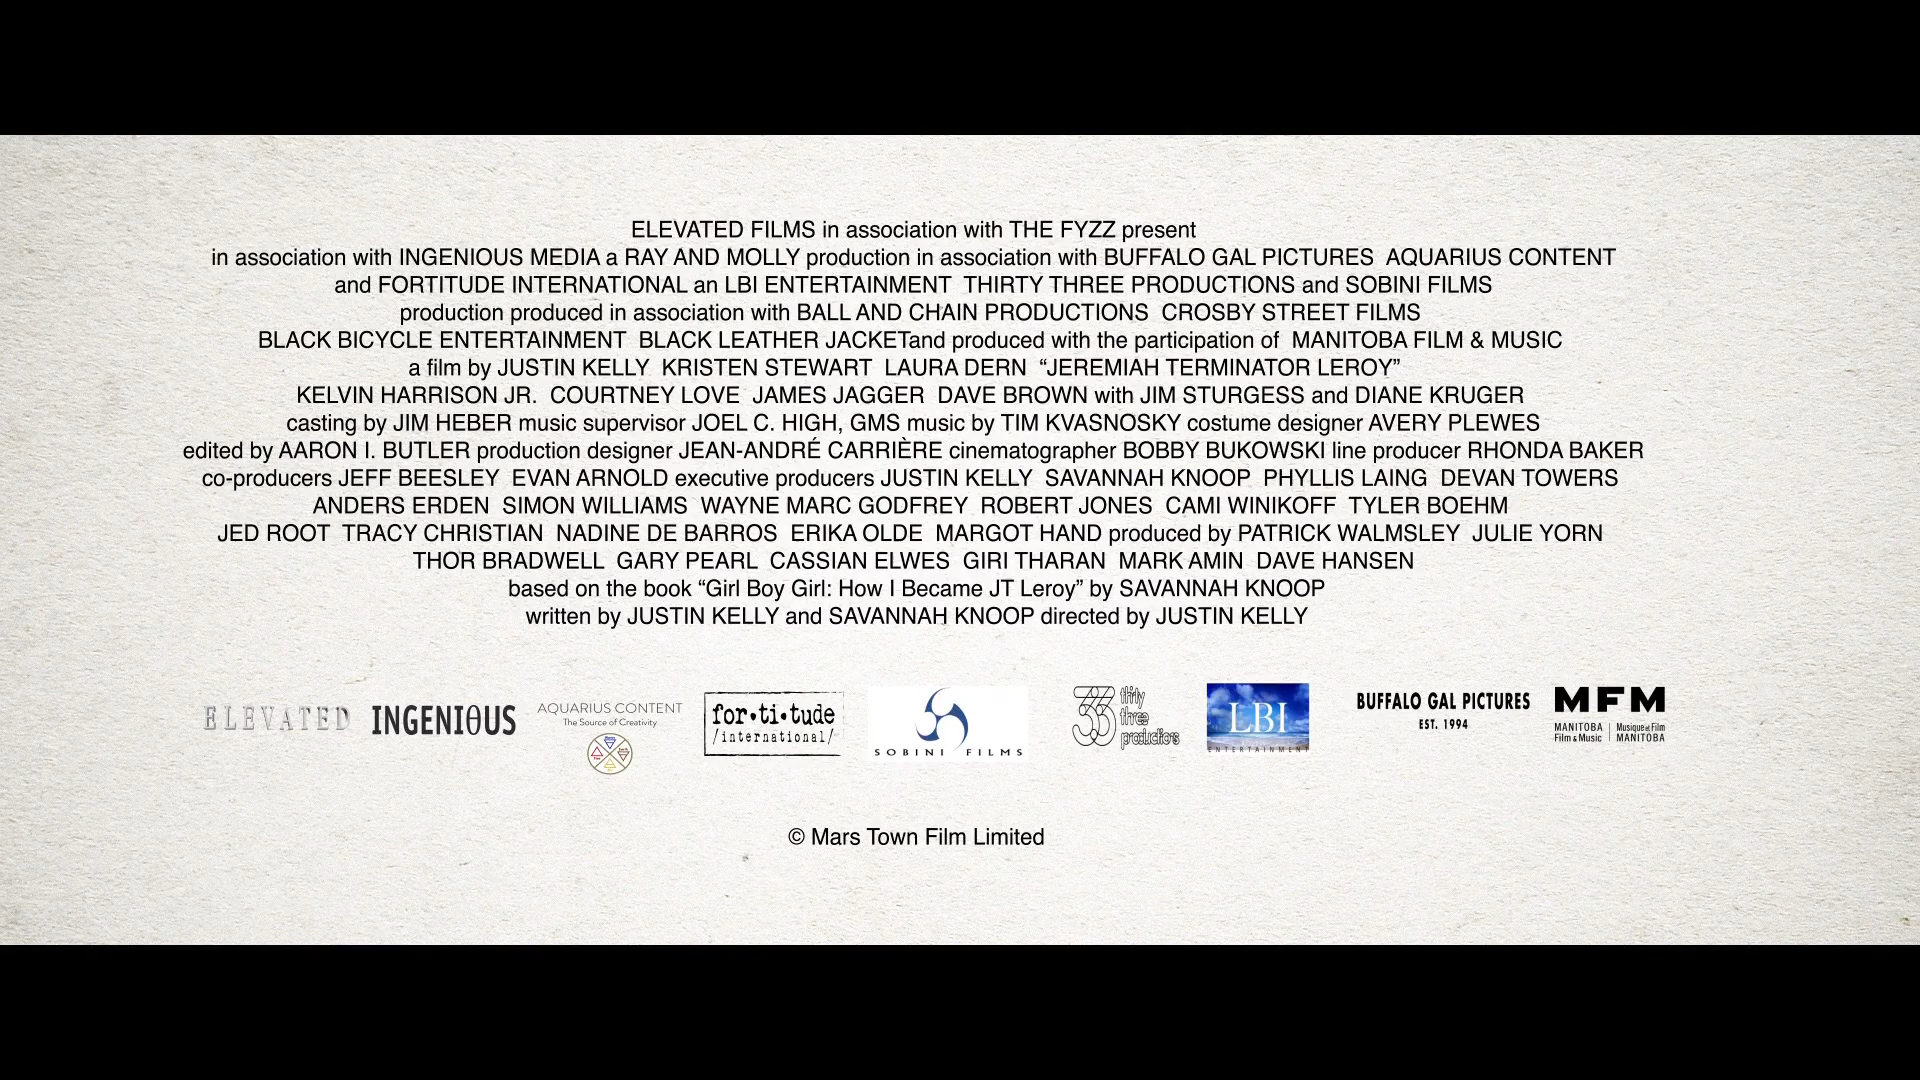 ELEVATED FILMS in association with THE FYZZ present
in association with INGENIOUS MEDIA a RAY AND MOLLY production in association with BUFFALO GAL PICTURES  AQUARIUS CONTENT
and FORTITUDE INTERNATIONAL an LBI ENTERTAINMENT  THIRTY THREE PRODUCTIONS and SOBINI FILMS
production produced in association with BALL AND CHAIN PRODUCTIONS  CROSBY STREET FILMS
BLACK BICYCLE ENTERTAINMENT  BLACK LEATHER JACKETand produced with the participation of  MANITOBA FILM & MUSIC
a film by JUSTIN KELLY  KRISTEN STEWART  LAURA DERN  “JEREMIAH TERMINATOR LEROY”
KELVIN HARRISON JR.  COURTNEY LOVE  JAMES JAGGER  DAVE BROWN with JIM STURGESS and DIANE KRUGER
casting by JIM HEBER music supervisor JOEL C. HIGH, GMS music by TIM KVASNOSKY costume designer AVERY PLEWES
edited by AARON I. BUTLER production designer JEAN-ANDRÉ CARRIÈRE cinematographer BOBBY BUKOWSKI line producer RHONDA BAKER
co-producers JEFF BEESLEY  EVAN ARNOLD executive producers JUSTIN KELLY  SAVANNAH KNOOP  PHYLLIS LAING  DEVAN TOWERS
ANDERS ERDEN  SIMON WILLIAMS  WAYNE MARC GODFREY  ROBERT JONES  CAMI WINIKOFF  TYLER BOEHM
JED ROOT  TRACY CHRISTIAN  NADINE DE BARROS  ERIKA OLDE  MARGOT HAND produced by PATRICK WALMSLEY  JULIE YORN
THOR BRADWELL  GARY PEARL  CASSIAN ELWES  GIRI THARAN  MARK AMIN  DAVE HANSEN
based on the book “Girl Boy Girl: How I Became JT Leroy” by SAVANNAH KNOOP
written by JUSTIN KELLY and SAVANNAH KNOOP directed by JUSTIN KELLY
ELEVATED
INGENIOUS
AQUARIUS CONTENT
The Source of Creativity
for•ti•tude
/international/
SOBINI FILMS
33 thirty
three
productions
LBI
ENTERTAINMENT
BUFFALO GAL PICTURES
EST. 1994
MFM
MANITOBA
Film & Music
Musique et Film
MANITOBA
© Mars Town Film Limited